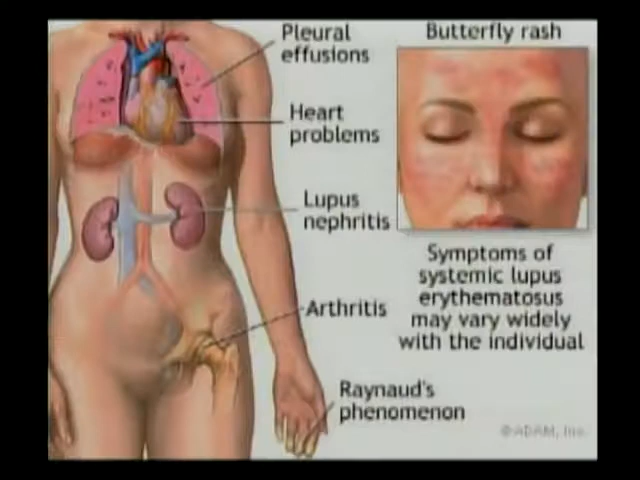 Pleural
effusions
Heart
problems
Lupus
nephritis
Arthritis
Raynaud's
phenomenon
Butterfly rash
Symptoms of
systemic lupus
erythematosus
may vary widely
with the individual
©ADAM, Inc.